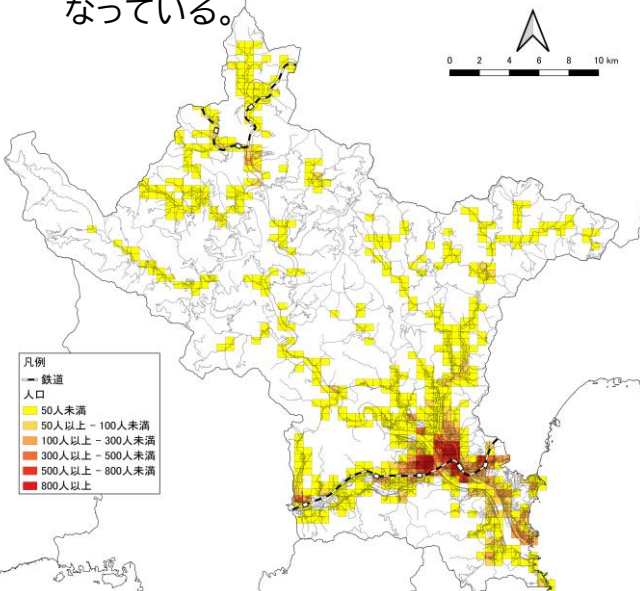 なっている。
0 2 4 6 8 10 km
凡例
鉄道
人口
50人未満
50人以上 - 100人未満
100人以上 - 300人未満
300人以上 - 500人未満
500人以上 - 800人未満
800人以上